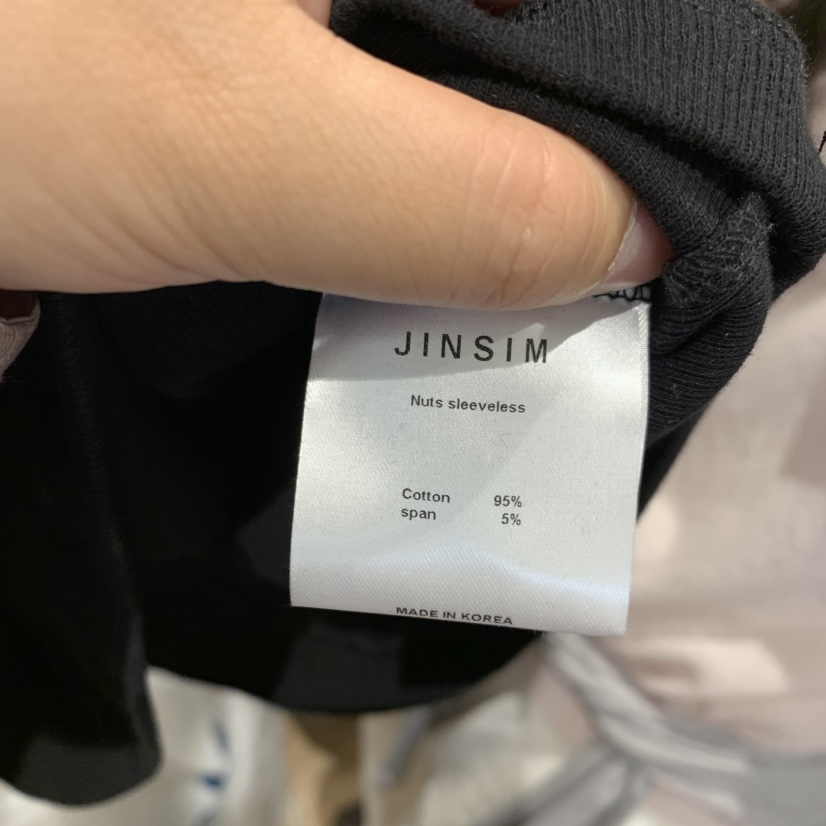 JINSIM
Nuts sleeveless
Cotton 95%
span 5%
MADE IN KOREA